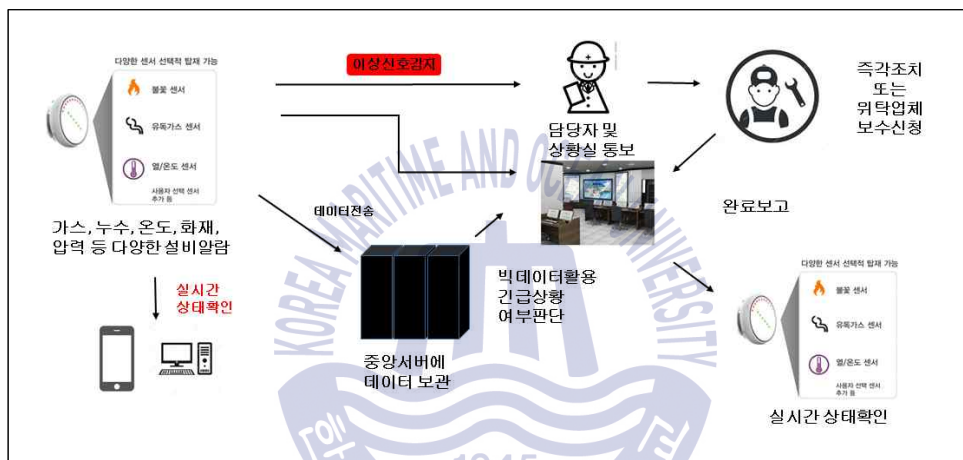 다양한 센서 선택적 탑재 가능
불꽃 센서
유독가스 센서
열/온도 센서
사용자 선택 센서
추가 등
가스, 누수, 온도, 화재,
압력 등 다양한 설비알람
실시간
상태확인
이상신호감지
데이터전송
중앙서버에
데이터 보관
빅데이터활용
긴급상황
여부판단
담당자 및
상황실 통보
즉각조치
또는
위탁업체
보수신청
완료보고
다양한 센서 선택적 탑재 가능
불꽃 센서
유독가스 센서
열/온도 센서
사용자 선택 센서
추가 등
실시간 상태확인
KOREA MARITIME AND OCEAN UNIVERSITY
1945